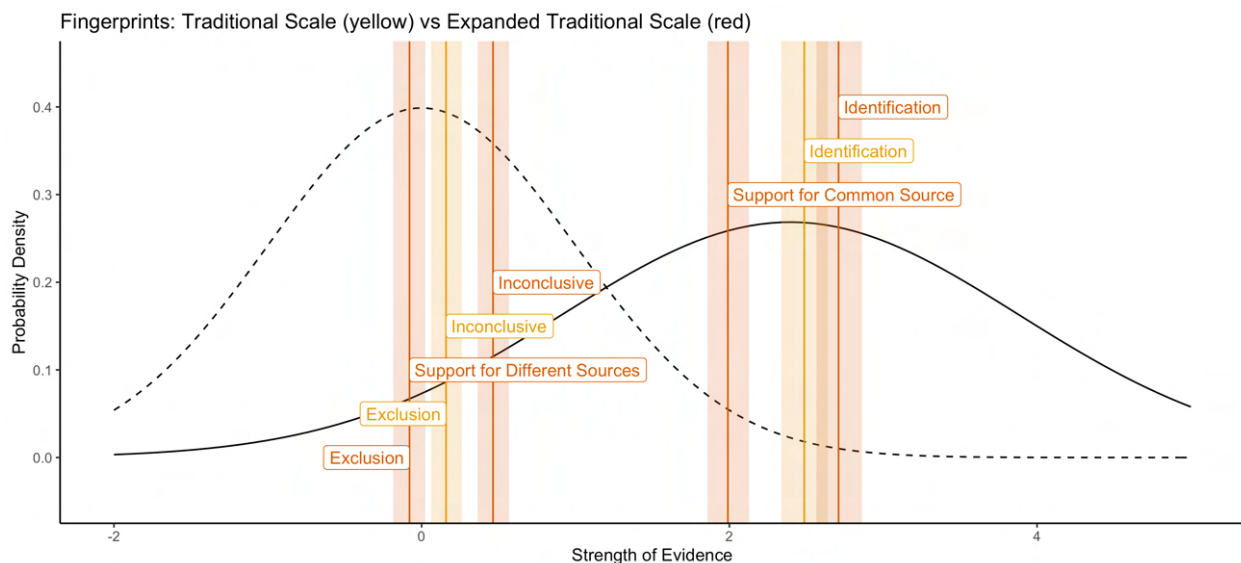 Fingerprints: Traditional Scale (yellow) vs Expanded Traditional Scale (red)
Probability Density
0.4
0.3
0.2
0.1
0.0
Identification
Identification
Support for Common Source
Inconclusive
Inconclusive
Support for Different Sources
Exclusion
Exclusion
-2
0
2
4
Strength of Evidence